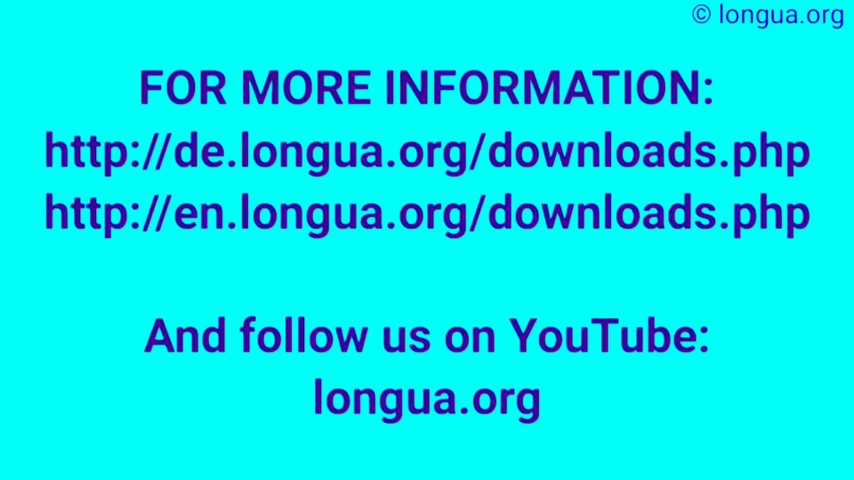 © longua.org
FOR MORE INFORMATION:
http://de.longua.org/downloads.php
http://en.longua.org/downloads.php
And follow us on YouTube:
longua.org